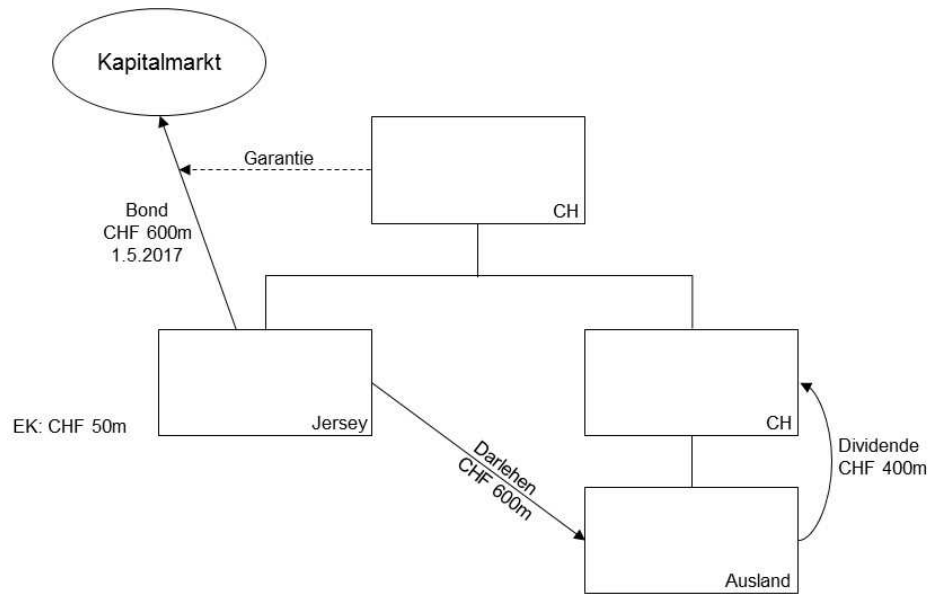 Kapitalmarkt
Garantie
CH
Bond
CHF 600m
1.5.2017
EK: CHF 50m
Jersey
Darlehen
CHF 600m
CH
Dividende
CHF 400m
Ausland